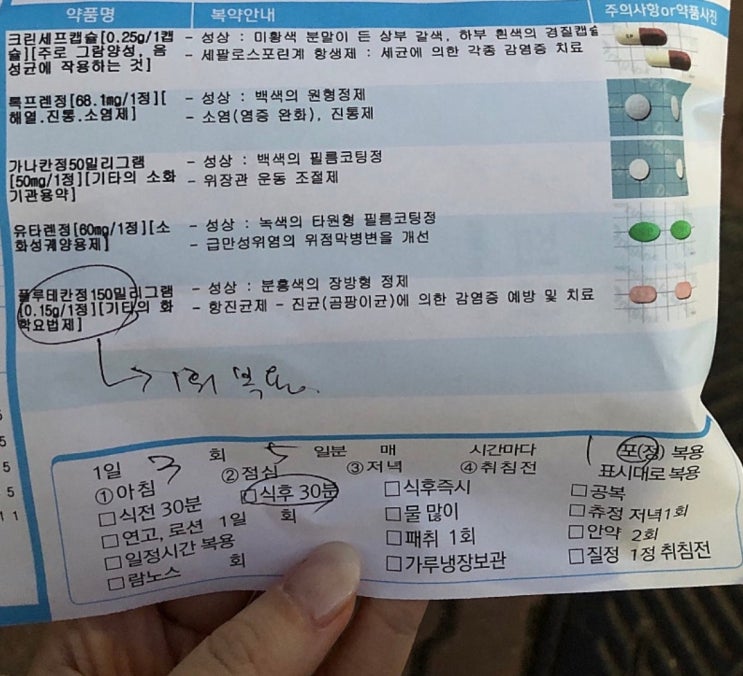 약품명 복약안내 주의사항or약품사진
크린세프캡슐[0.25g/1캡 - 성상 : 미황색 분말이 든 상부 갈색, 하부 흰색의 경질캡슐
슐][주로 그람양성, 음 - 세팔로스포린계 항생제 : 세균에 의한 각종 감염증 치료
성균에 작용하는 것]
록프렌정[68.1mg/1정][ - 성상 : 백색의 원형정제
해열.진통.소염제] - 소염(염증 완화), 진통제
가나칸정50밀리그램 - 성상 : 백색의 필름코팅정
[50mg/1정][기타의 소화 - 위장관 운동 조절제
기관용약]
유타렌정[60mg/1정][소 - 성상 : 녹색의 타원형 필름코팅정
화성궤양용제] - 급만성위염의 위점막병변을 개선
플루테칸정150밀리그램 - 성상 : 분홍색의 장방형 정제
[0.15g/1정][기타의 화 - 항진균제 - 진균(곰팡이균)에 의한 감염증 예방 및 치료
학요법제]
1일 3 회 5 일분 매 시간마다 1 포(정) 복용
①아침 ②점심 ③저녁 ④취침전 표시대로 복용
□식전 30분 □식후 30분 □식후즉시 □공복
□연고, 로션 1일 회 □물 많이 □츄정 저녁1회
□일정시간 복용 □패취 1회 □안약 2회
□람노스 회 □가루냉장보관 □질정 1정 취침전
5
5
5
1 1